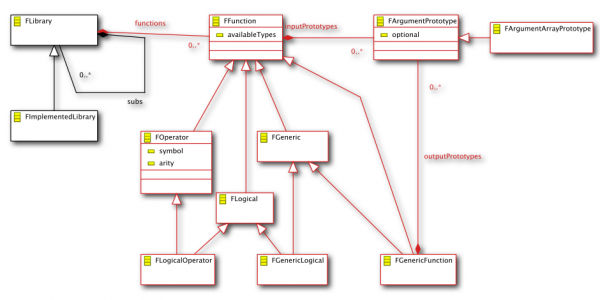 FLibrary
functions
0..*
FFunction
availableTypes
inputPrototypes
0..*
FArgumentPrototype
optional
FArgumentArrayPrototype
0..*
subs
0..*
FImplementedLibrary
FOperator
symbol
arity
FGeneric
outputPrototypes
FLogical
FLogicalOperator
FGenericLogical
FGenericFunction